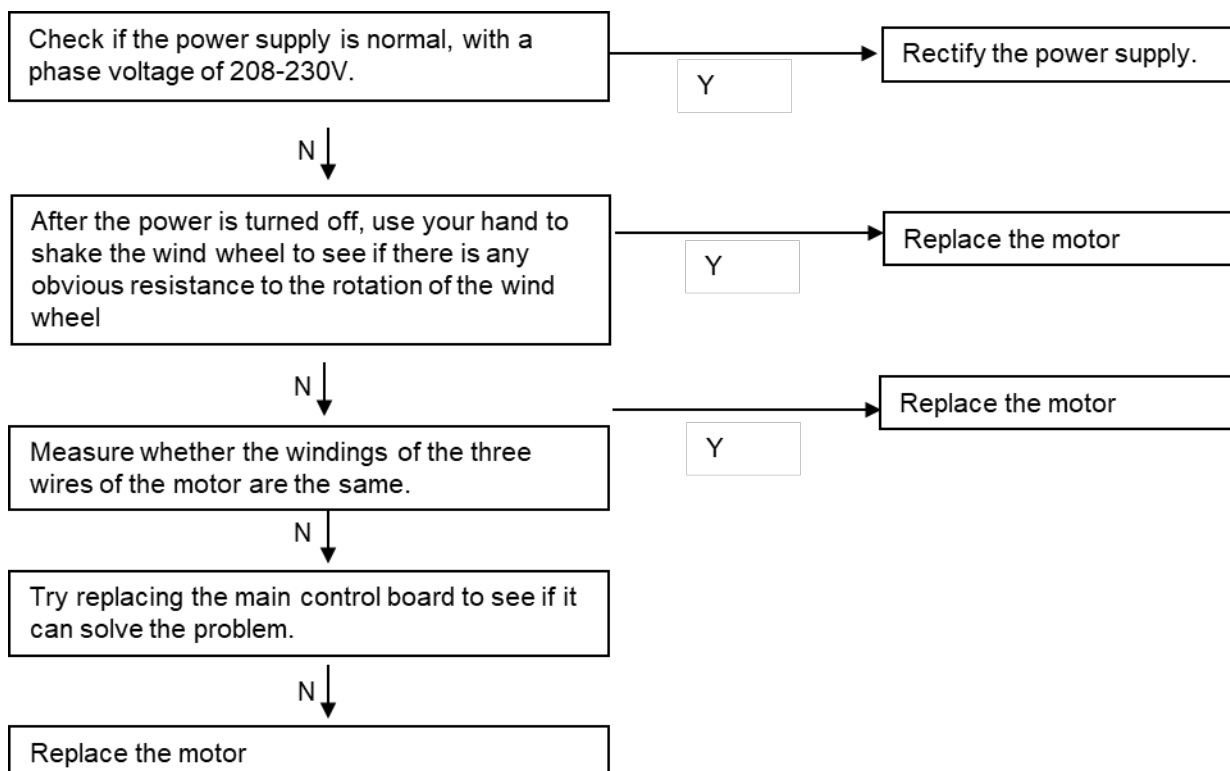 Check if the power supply is normal, with a
phase voltage of 208-230V.
Y
Rectify the power supply.
N
After the power is turned off, use your hand to
shake the wind wheel to see if there is any
obvious resistance to the rotation of the wind
wheel
Y
Replace the motor
N
Measure whether the windings of the three
wires of the motor are the same.
Y
Replace the motor
N
Try replacing the main control board to see if it
can solve the problem.
N
Replace the motor